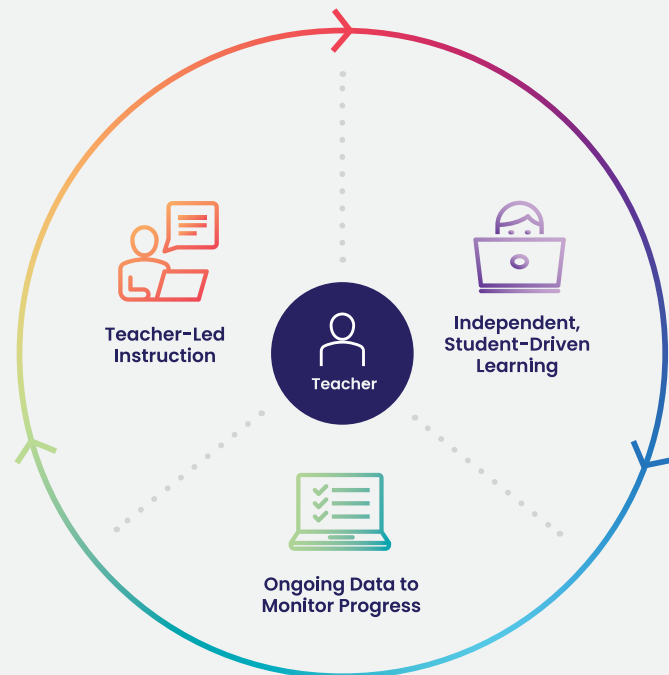 Teacher-Led
Instruction
Independent,
Student-Driven
Learning
Teacher
Ongoing Data to
Monitor Progress